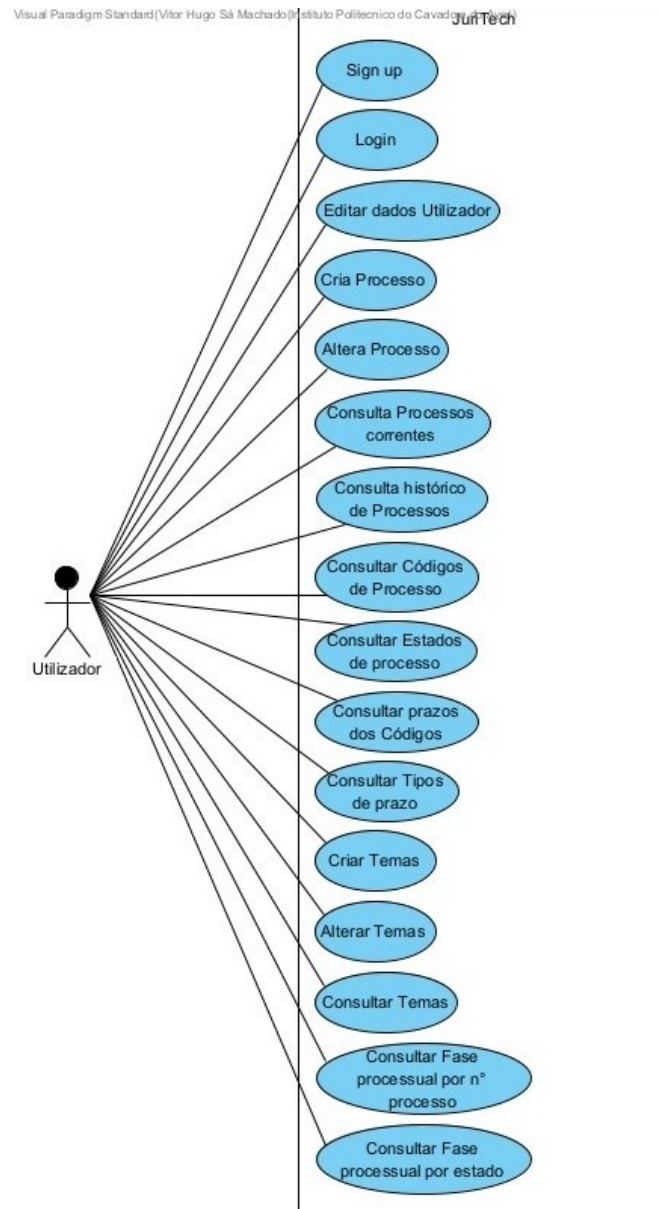 Visual Paradigm Standard(Vitor Hugo Sá Machado(Instituto Politecnico do Cavado
JuriTech
Sign up
Login
Editar dados Utilizador
Cria Processo
Altera Processo
Consulta Processos
correntes
Consulta histórico
de Processos
Consultar Códigos
de Processo
Consultar Estados
de processo
Utilizador
Consultar prazos
dos Códigos
Consultar Tipos
de prazo
Criar Temas
Alterar Temas
Consultar Temas
Consultar Fase
processual por n°
processo
Consultar Fase
processual por estado